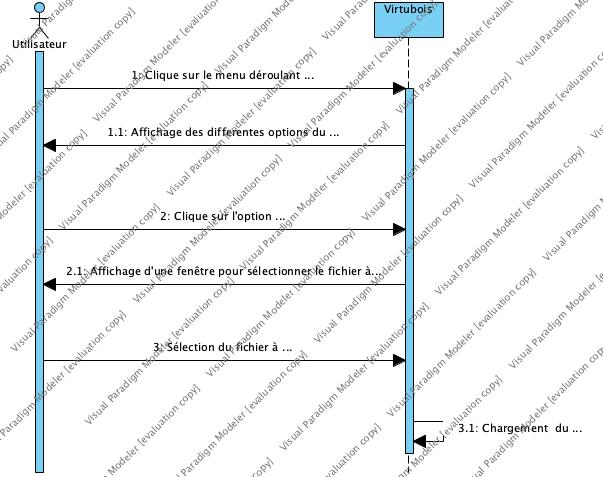 Virtubois
Utilisateur
1: Clique sur le menu déroulant ...
1.1: Affichage des differentes options du ...
2: Clique sur l'option ...
2.1: Affichage d'une fenêtre pour sélectionner le fichier à...
3: Sélection du fichier à ...
3.1: Chargement du ...
Visual Paradigm Modeler [evaluation copy]